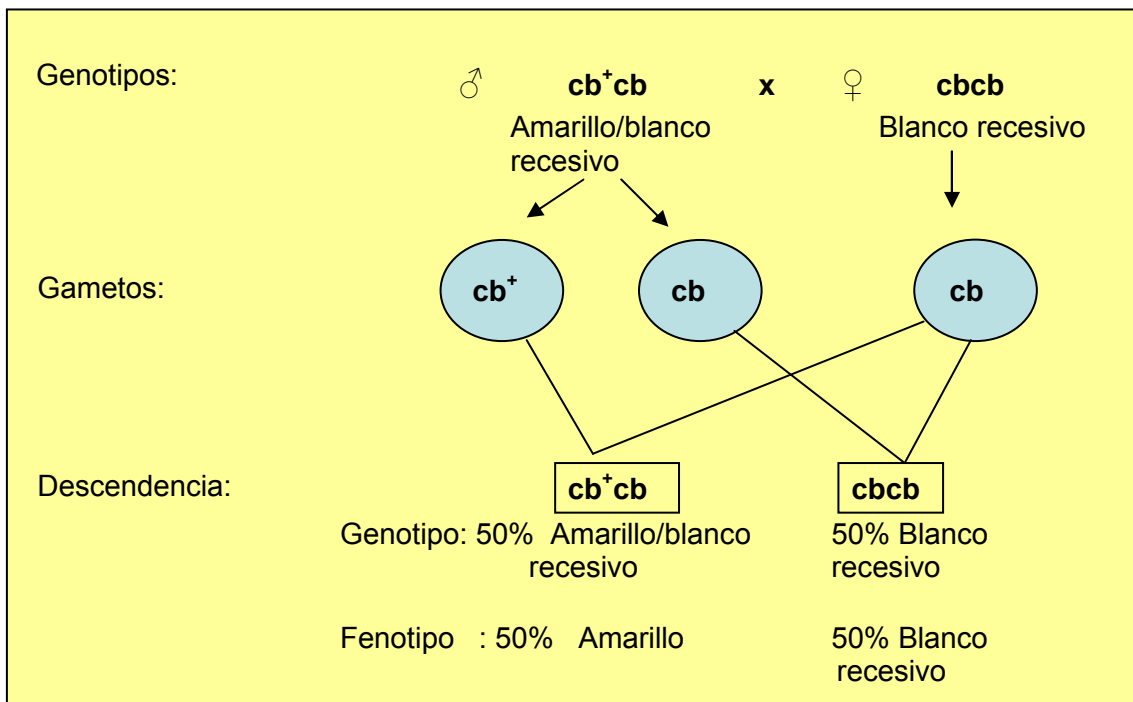 Genotipos: ♂ cb⁺cb x ♀ cbcb
Amarillo/blanco recesivo Blanco recesivo
Gametos: cb⁺ cb cb
Descendencia: cb⁺cb cbcb
Genotipo: 50% Amarillo/blanco 50% Blanco
recesivo recesivo
Fenotipo : 50% Amarillo 50% Blanco
recesivo